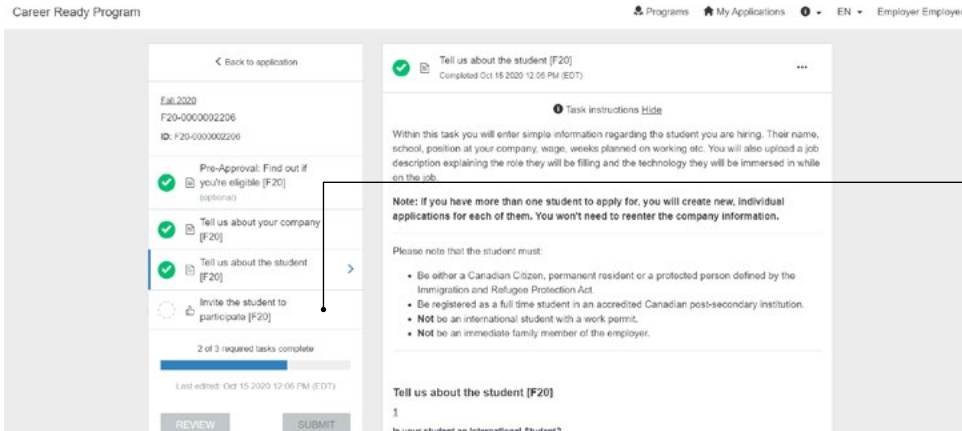 Career Ready Program
Programs My Applications EN Employer Employer
Back to application
Fall 2020
F20-0000002206
ID: F20-0000002206
Pre-Approval: Find out if
you're eligible [F20]
(optional)
Tell us about your company
[F20]
Tell us about the student
[F20]
Invite the student to
participate [F20]
2 of 3 required tasks complete
Last edited: Oct 15 2020 12:06 PM (EDT)
REVIEW SUBMIT
Tell us about the student [F20]
Completed Oct 15 2020 12:06 PM (EDT)
Task instructions Hide
Within this task you will enter simple information regarding the student you are hiring. Their name,
school, position at your company, wage, weeks planned on working etc. You will also upload a job
description explaining the role they will be filling and the technology they will be immersed in while
on the job.
Note: If you have more than one student to apply for, you will create new, individual
applications for each of them. You won't need to reenter the company information.
Please note that the student must:
• Be either a Canadian Citizen, permanent resident or a protected person defined by the
Immigration and Refugee Protection Act.
• Be registered as a full time student in an accredited Canadian post-secondary institution.
• Not be an international student with a work permit.
• Not be an immediate family member of the employer.
Tell us about the student [F20]
1
Is your student an International Student?